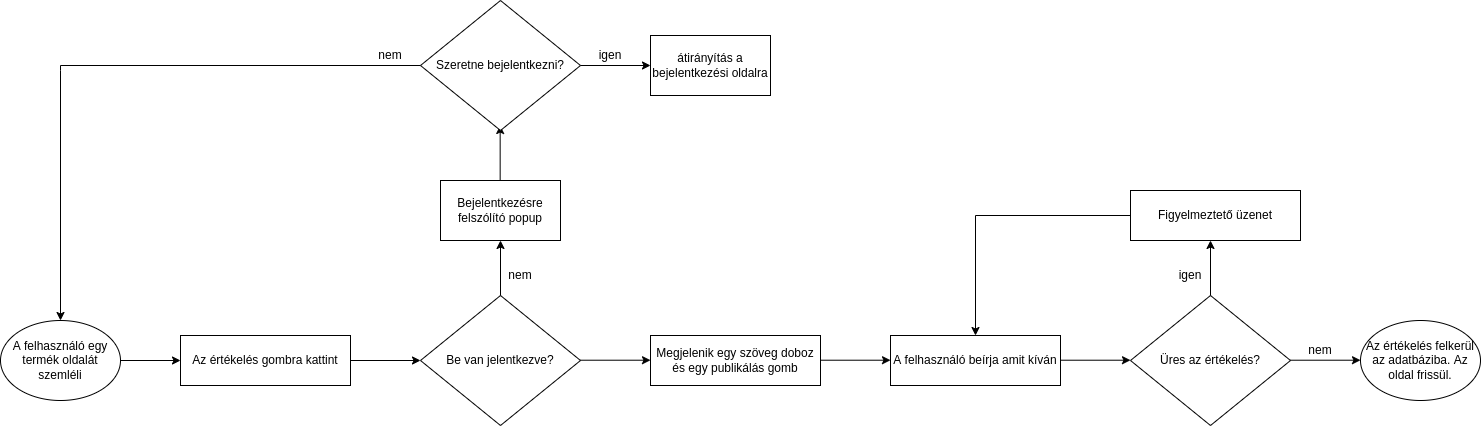 nem
Szeretne bejelentkezni?
igen
átirányítás a
bejelentkezési oldalra
Bejelentkezésre
felszólító popup
nem
Figyelmeztető üzenet
igen
A felhasználó egy
termék oldalát
szemléli
Az értékelés gombra kattint
Be van jelentkezve?
Megjelenik egy szöveg doboz
és egy publikálás gomb
A felhasználó beírja amit kíván
Üres az értékelés?
nem
Az értékelés felkerül
az adatbáziba. Az
oldal frissül.